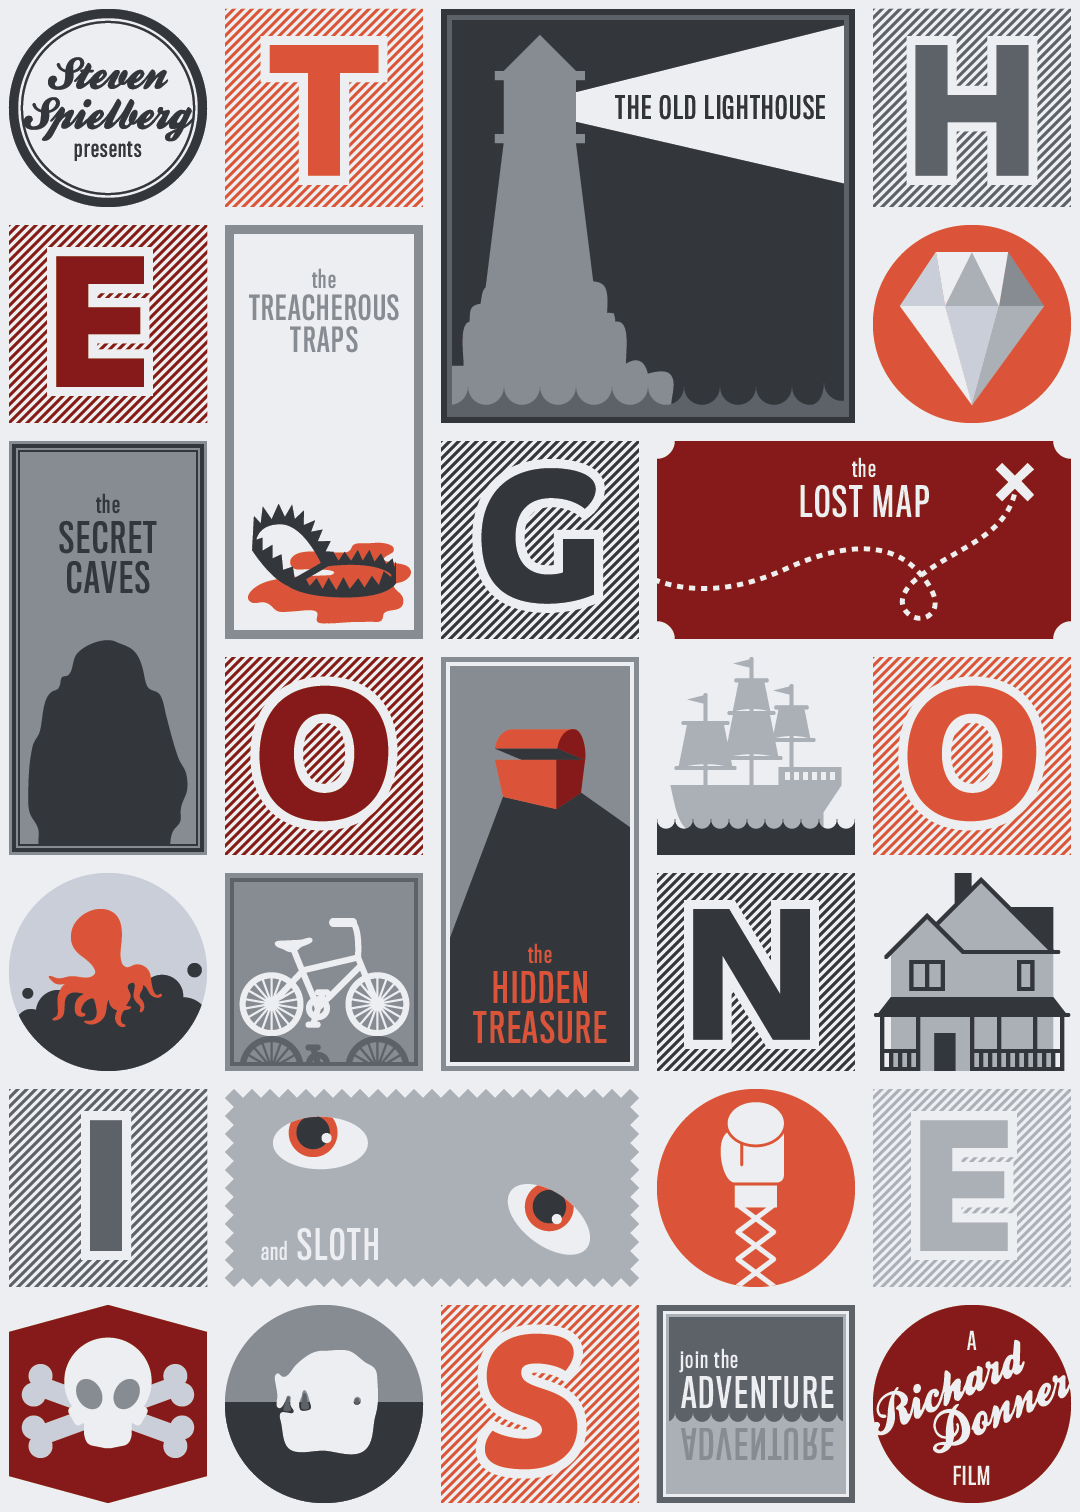 Steven
Spielberg
presents
T
THE OLD LIGHTHOUSE
H
E
the
TREACHEROUS
TRAPS
the
SECRET
CAVES
G
the
LOST MAP
O
O
the
HIDDEN
TREASURE
N
I
and SLOTH
E
S
join the
ADVENTURE
ADVENTURE
A
Richard
Donner
FILM